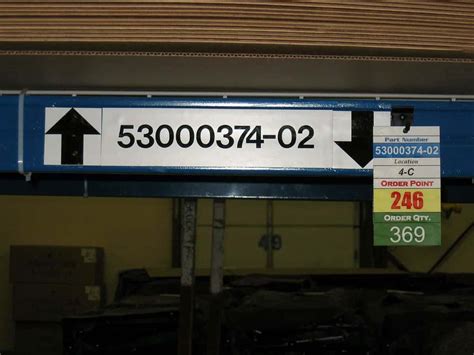 53000374-02
Part Number
53000374-02
Location
4-C
ORDER POINT
246
ORDER QTY.
369
49